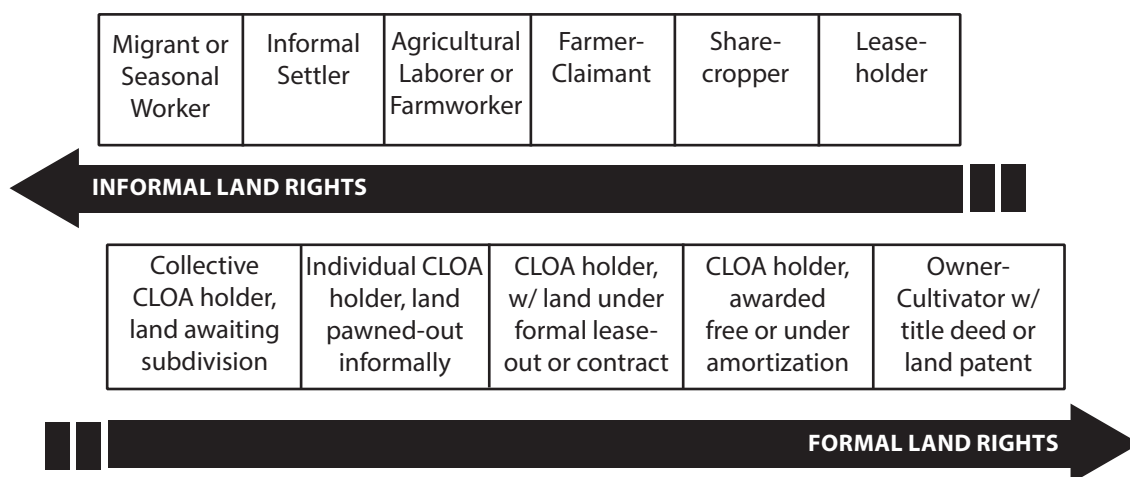 Migrant or
Seasonal
Worker
Informal
Settler
Agricultural
Laborer or
Farmworker
Farmer-
Claimant
Share-
cropper
Lease-
holder
INFORMAL LAND RIGHTS
Collective
CLOA holder,
land awaiting
subdivision
Individual CLOA
holder, land
pawned-out
informally
CLOA holder,
w/ land under
formal lease-
out or contract
CLOA holder,
awarded
free or under
amortization
Owner-
Cultivator w/
title deed or
land patent
FORMAL LAND RIGHTS